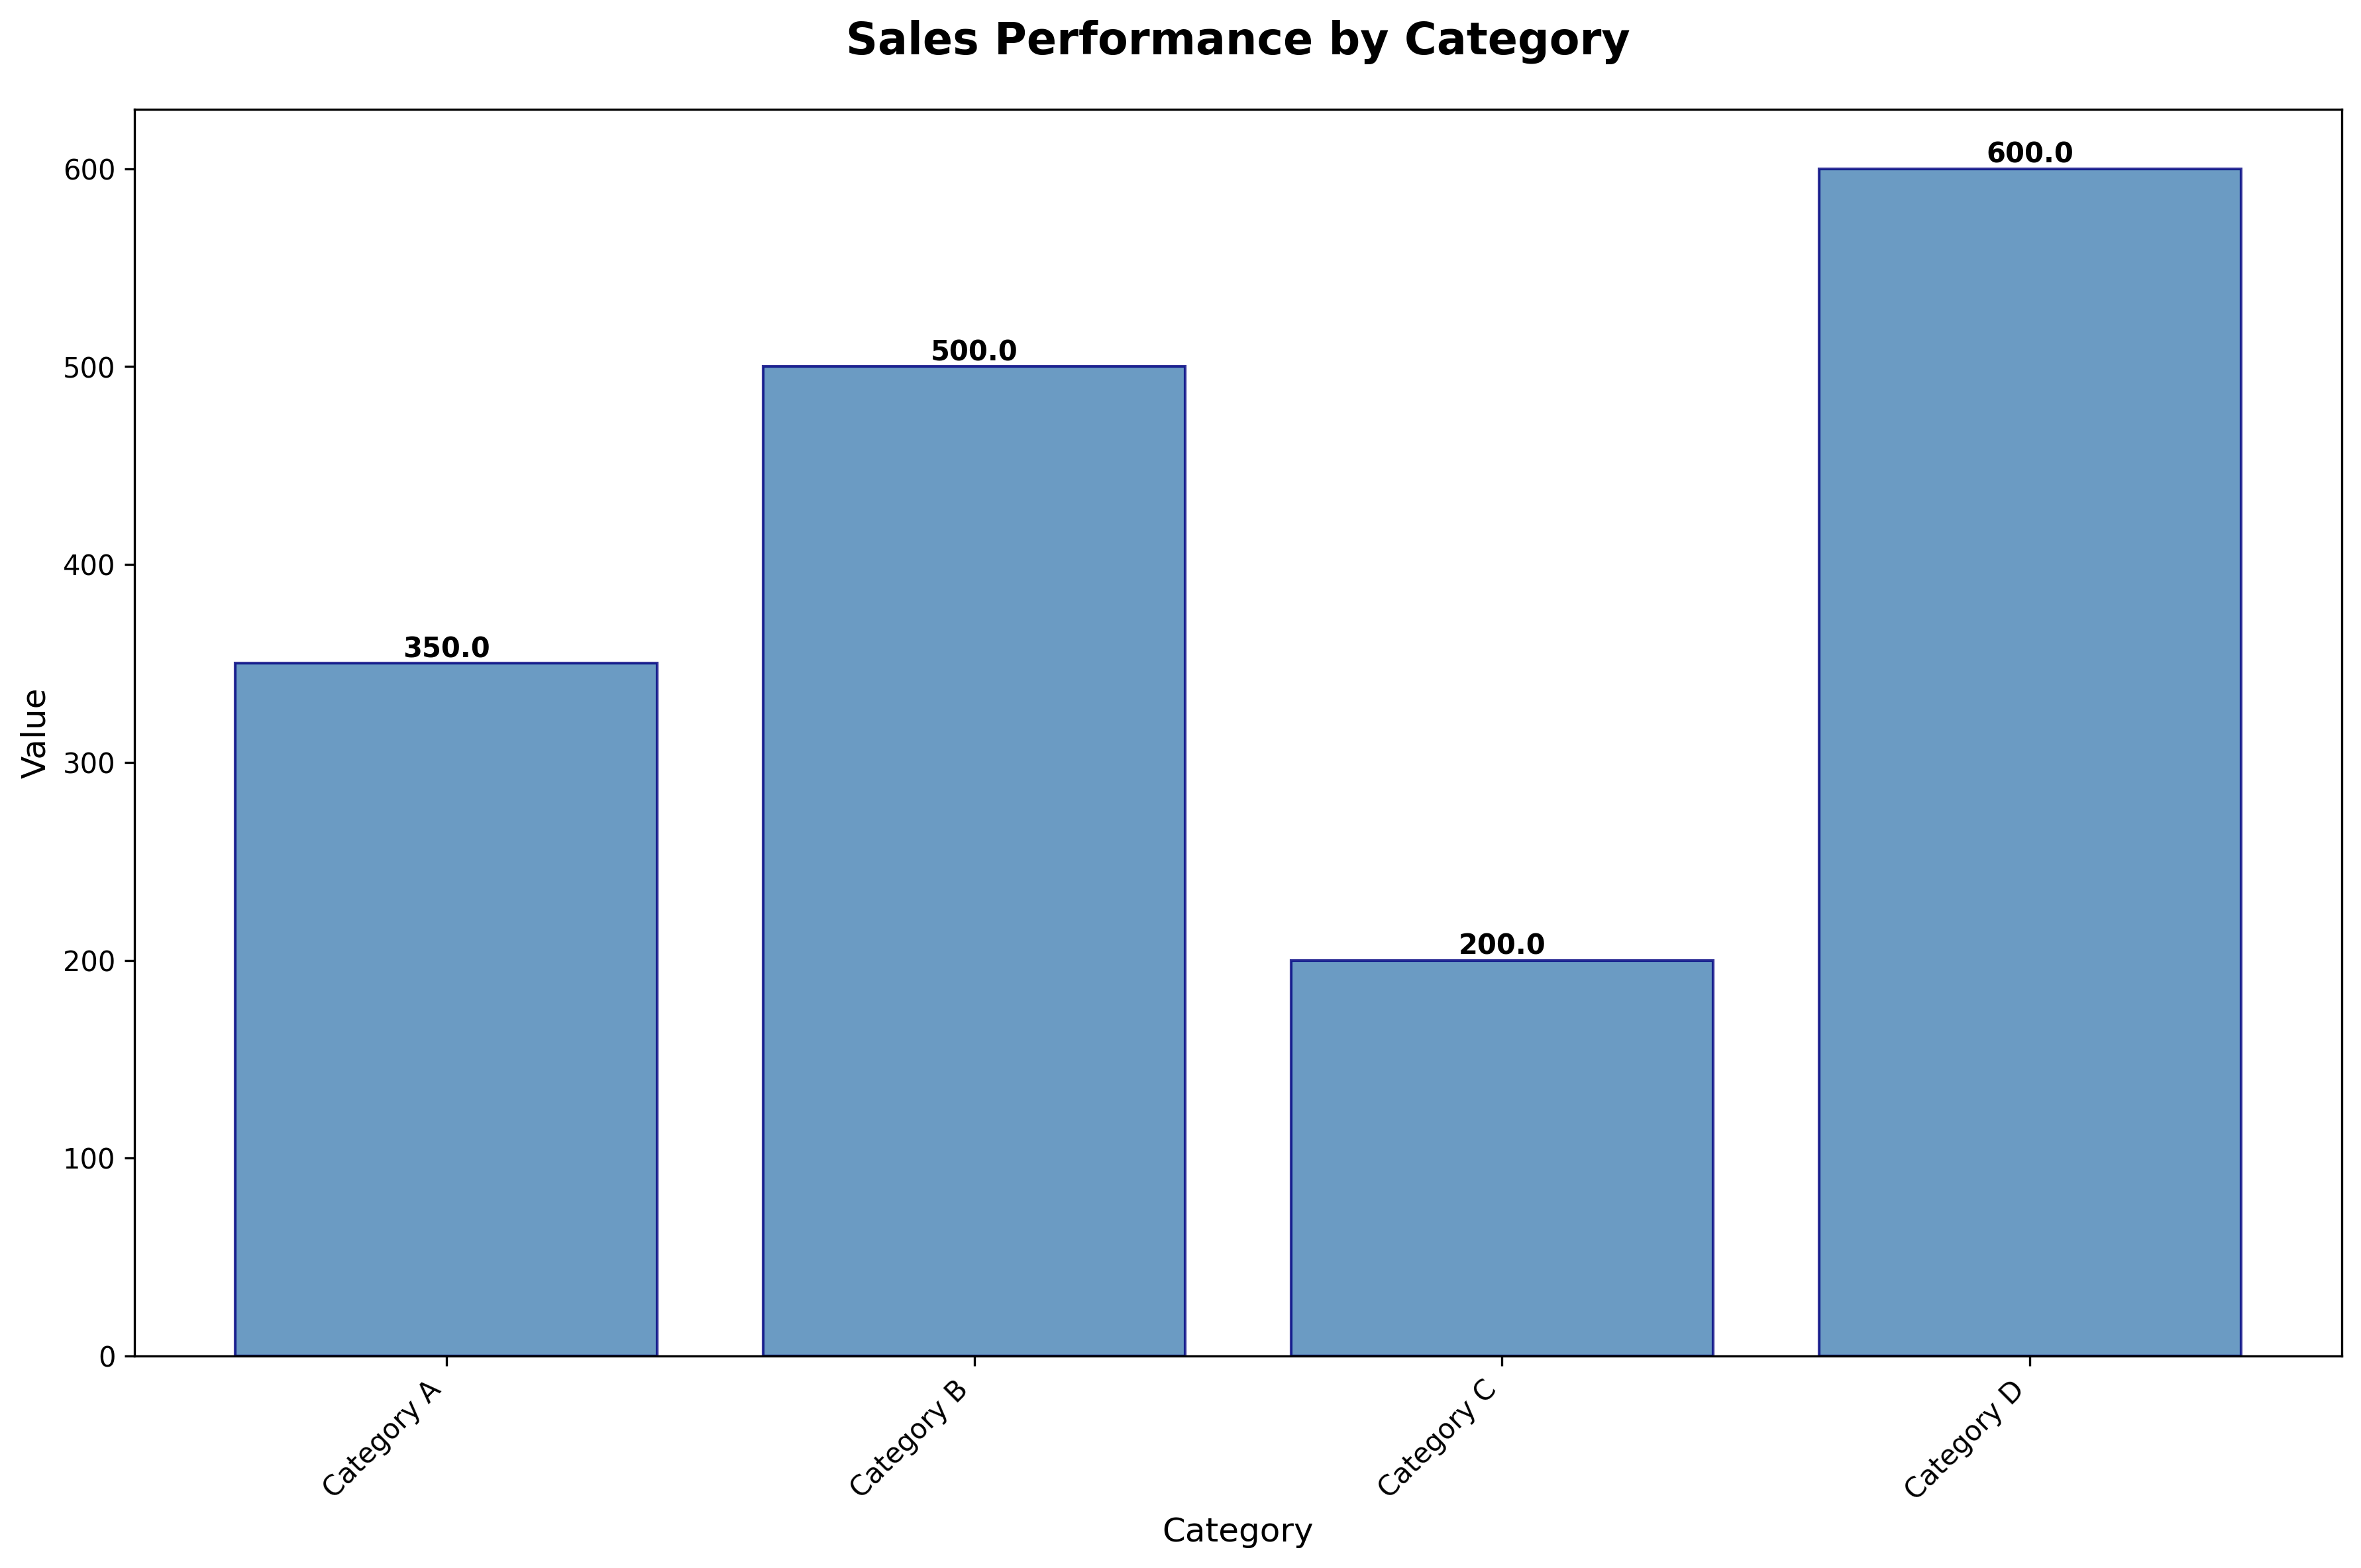 Sales Performance by Category
600.0
600
500.0
500
400
350.0
Value
300
200.0
200
100
0
Category A
Category B
Category C
Category D
Category